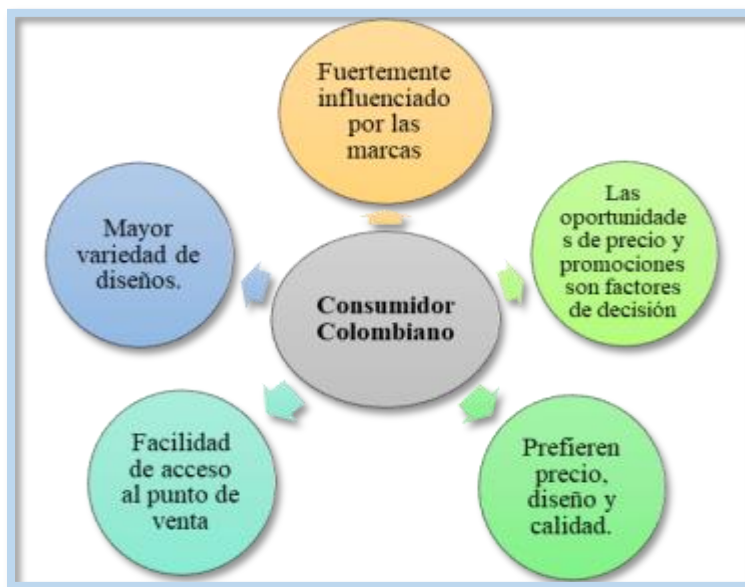 Fuertemente
influenciado
por las
marcas
Las
oportunidade
s de precio y
promociones
son factores
de decisión
Prefieren
precio,
diseño y
calidad.
Facilidad
de acceso
al punto de
venta
Mayor
variedad de
diseños.
Consumidor
Colombiano